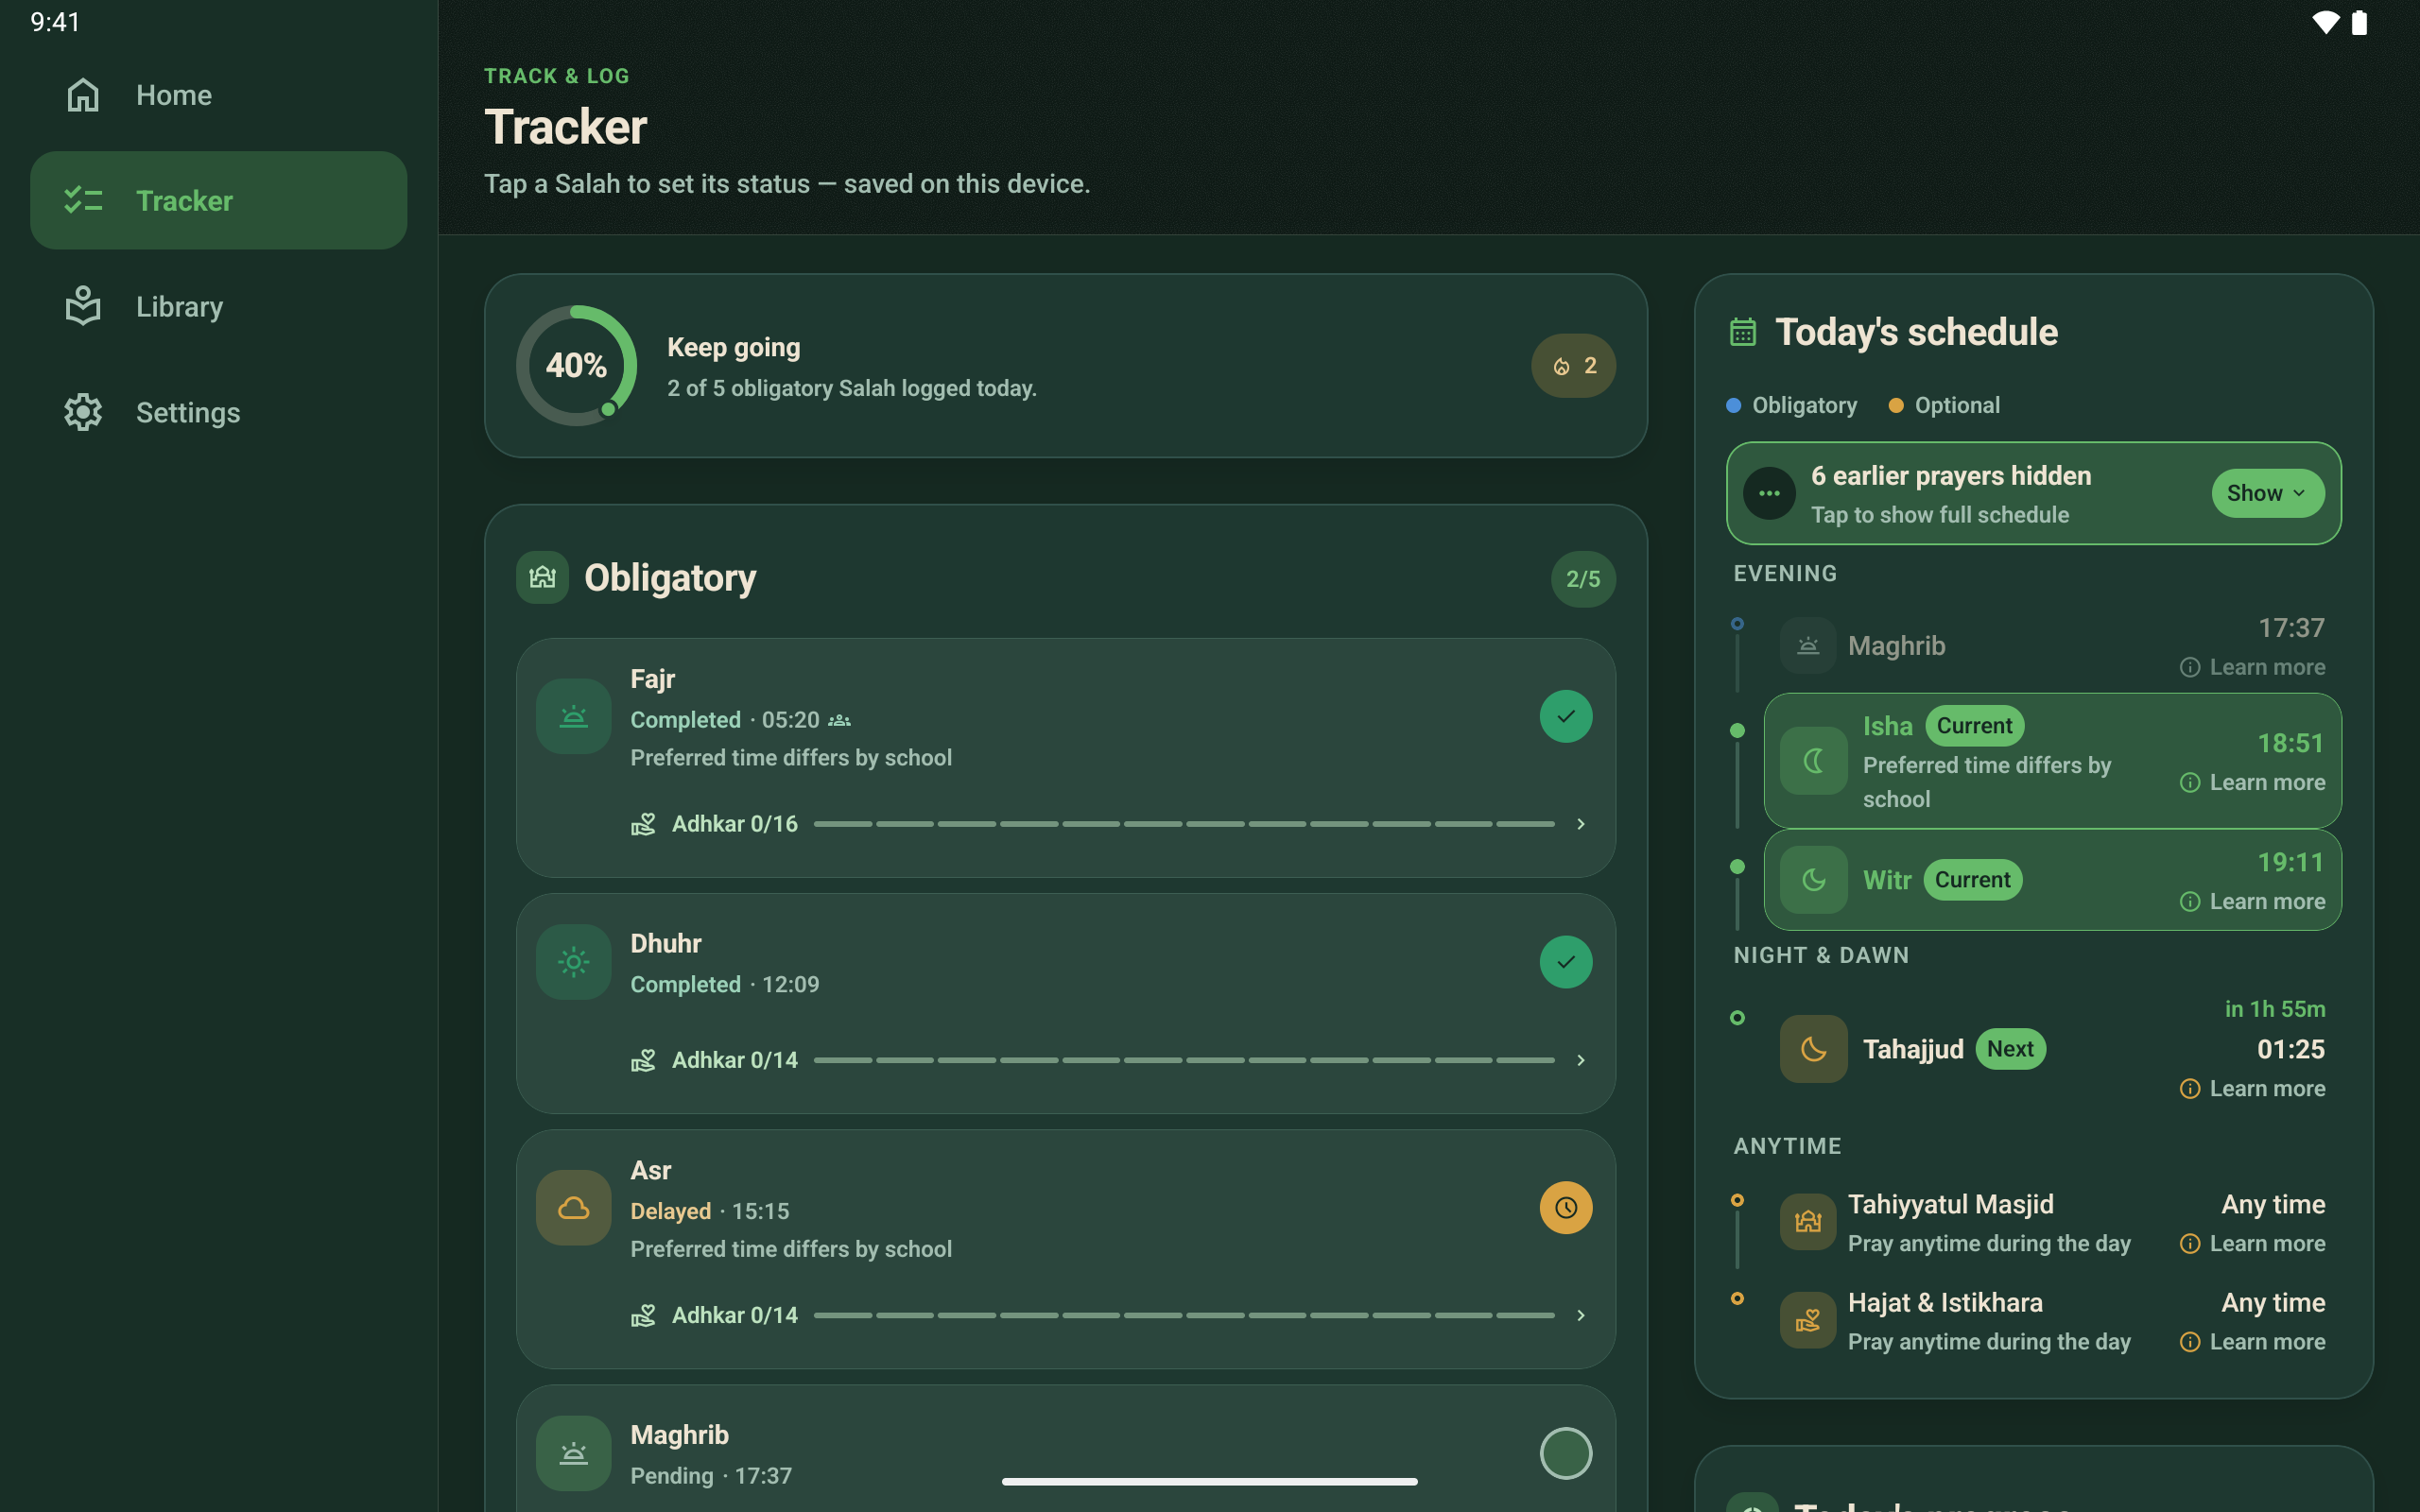 9:41
Home
Tracker
Library
Settings
TRACK & LOG
Tracker
Tap a Salah to set its status — saved on this device.
40%
Keep going
2 of 5 obligatory Salah logged today.
2
Obligatory
2/5
Fajr
Completed · 05:20
Preferred time differs by school
Adhkar 0/16
Dhuhr
Completed · 12:09
Adhkar 0/14
Asr
Delayed · 15:15
Preferred time differs by school
Adhkar 0/14
Maghrib
Pending · 17:37
Today's schedule
Obligatory
Optional
6 earlier prayers hidden
Tap to show full schedule
Show
EVENING
Maghrib
17:37
Learn more
Isha
Current
Preferred time differs by
school
18:51
Learn more
Witr
Current
19:11
Learn more
NIGHT & DAWN
Tahajjud
Next
in 1h 55m
01:25
Learn more
ANYTIME
Tahiyyatul Masjid
Any time
Pray anytime during the day
Learn more
Hajat & Istikhara
Any time
Pray anytime during the day
Learn more
Today's progress